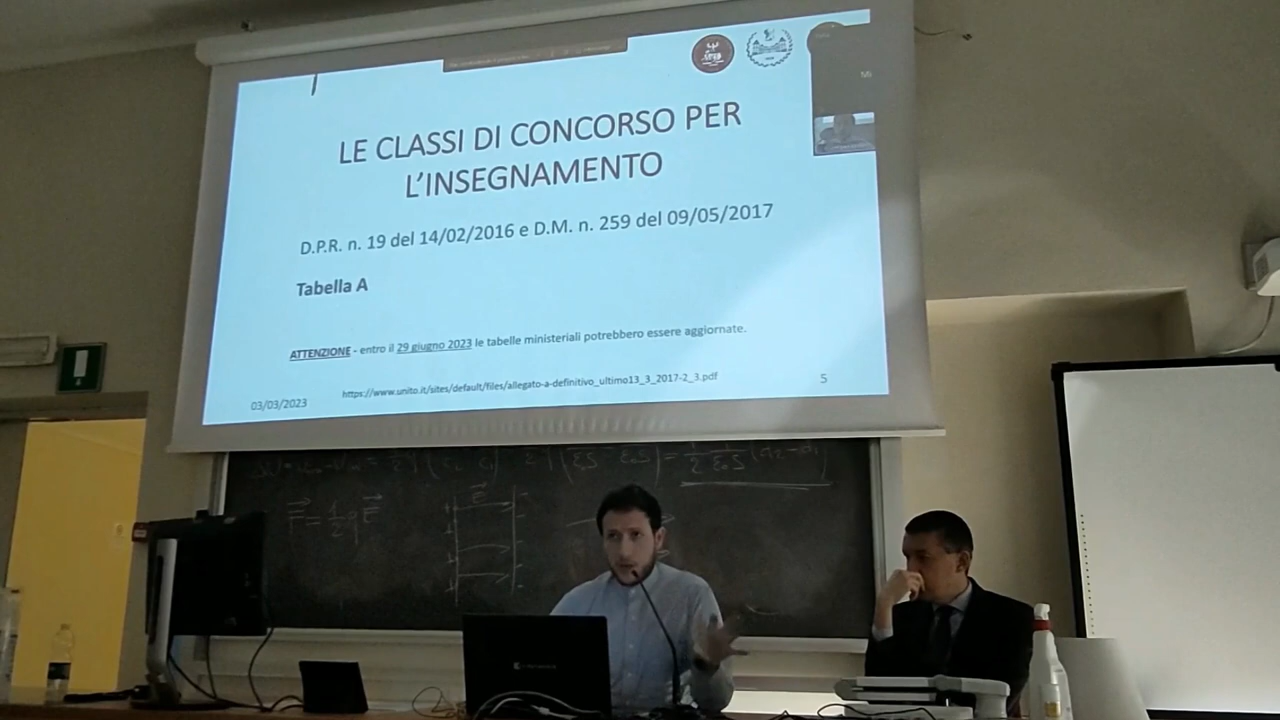 LE CLASSI DI CONCORSO PER
L'INSEGNAMENTO
D.P.R. n. 19 del 14/02/2016 e D.M. n. 259 del 09/05/2017
Tabella A
ATTENZIONE - entro il 29 giugno 2023 le tabelle ministeriali potrebbero essere aggiornate.
https://www.unito.it/sites/default/files/allegato-a-definitivo_ultimo13_3_2017-2_3.pdf
5
03/03/2023